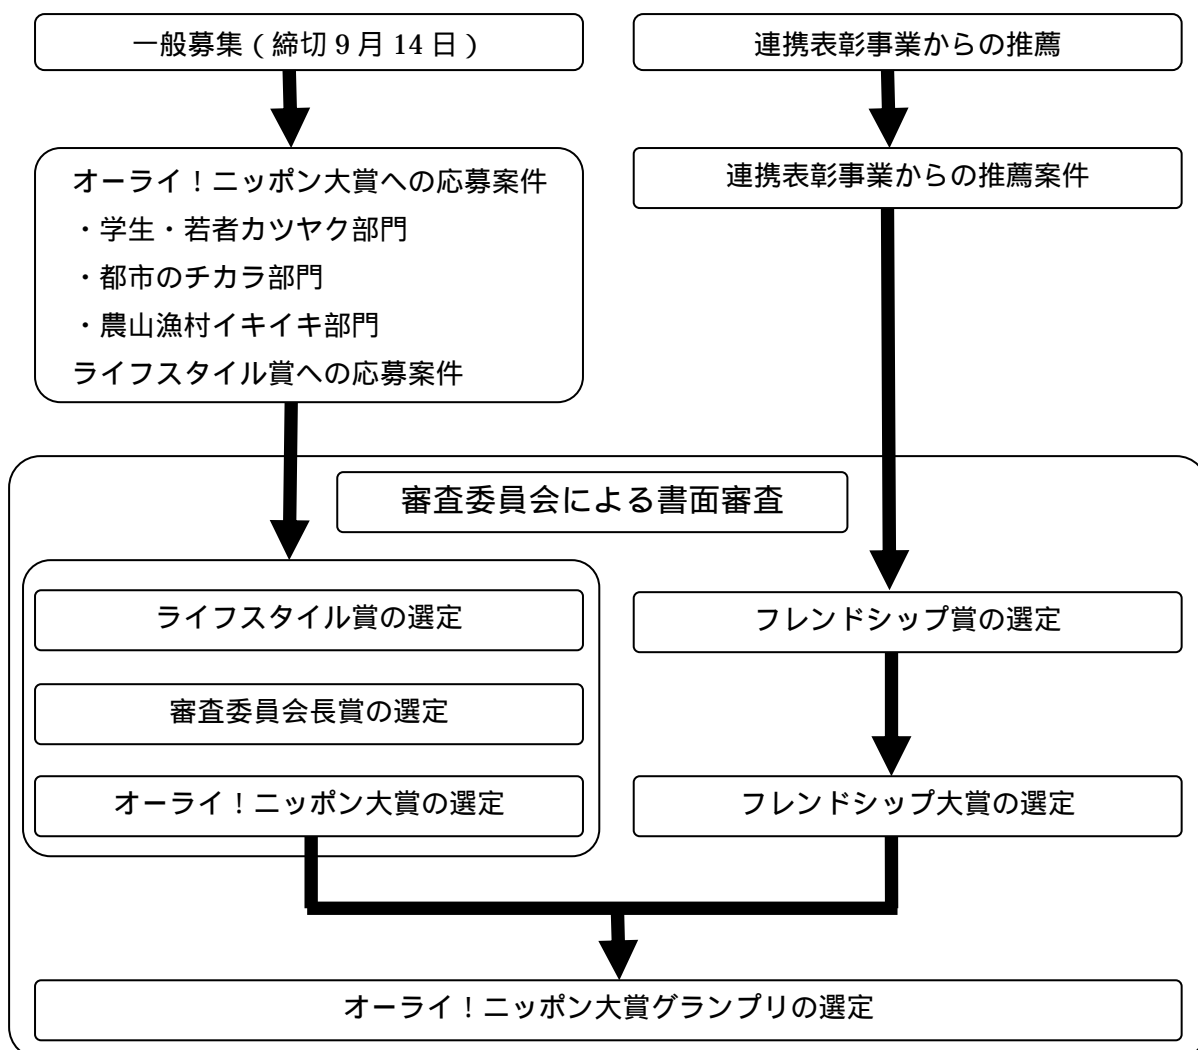 一般募集(締切9月14日)
連携表彰事業からの推薦
オーライ!ニッポン大賞への応募案件
・学生・若者カツヤク部門
・都市のチカラ部門
・農山漁村イキイキ部門
ライフスタイル賞への応募案件
連携表彰事業からの推薦案件
審査委員会による書面審査
ライフスタイル賞の選定
審査委員会長賞の選定
オーライ!ニッポン大賞の選定
フレンドシップ賞の選定
フレンドシップ大賞の選定
オーライ!ニッポン大賞グランプリの選定